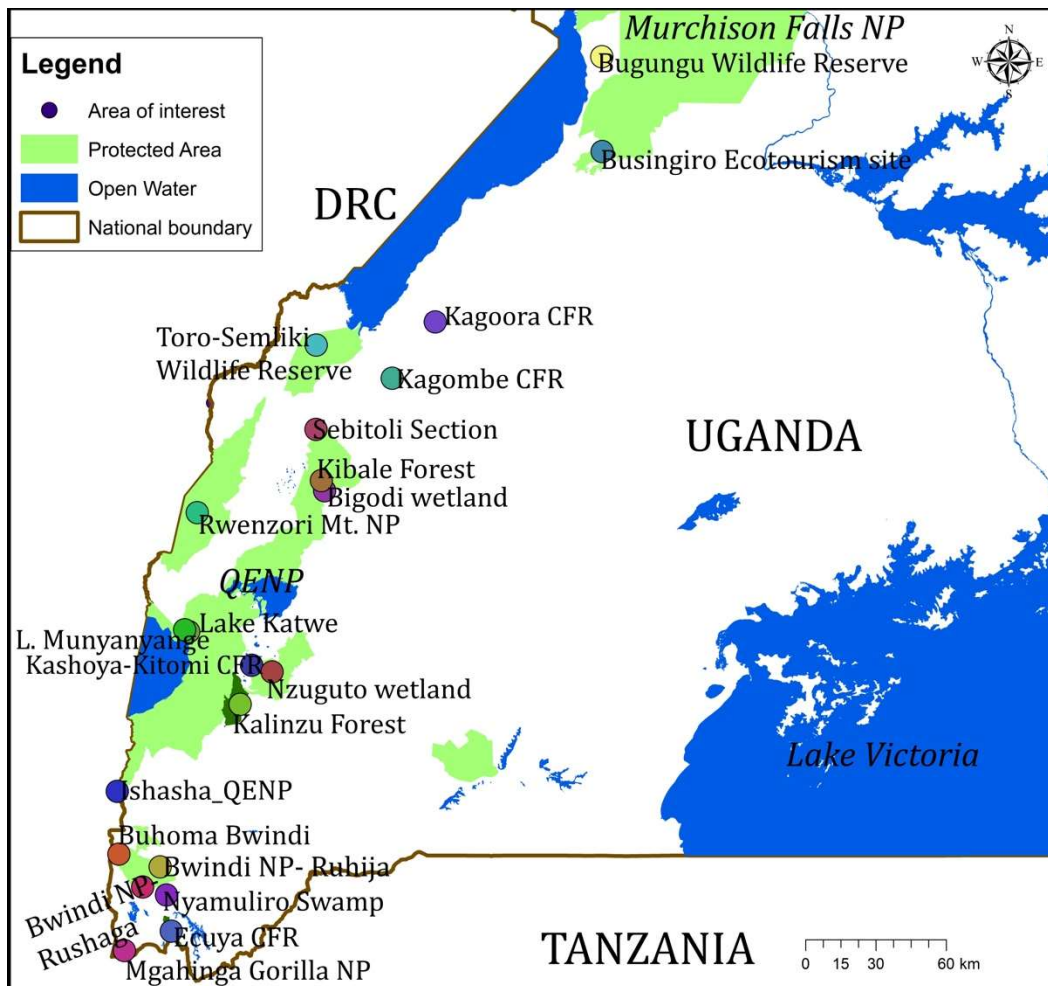 Murchison Falls NP
Bugungu Wildlife Reserve
N
W
E
S
Legend
Area of interest
Protected Area
Open Water
National boundary
Busingiro Ecotourism site
DRC
Kagoora CFR
Toro-Semliki
Wildlife Reserve
Kagombe CFR
Sebitoli Section
UGANDA
Kibale Forest
Bigodi wetland
Rwenzori Mt. NP
QENP
Lake Katwe
L. Munyanyange
Kashoya-Kitomi CFR
Nzuguto wetland
Kalinzu Forest
Lake Victoria
Ishasha_QENP
Buhoma Bwindi
Bwindi NP- Ruhija
Bwindi NP-
Rushaga
Nyamuliro Swamp
Ecuya CFR
Mgahinga Gorilla NP
TANZANIA
0 15 30 60 km